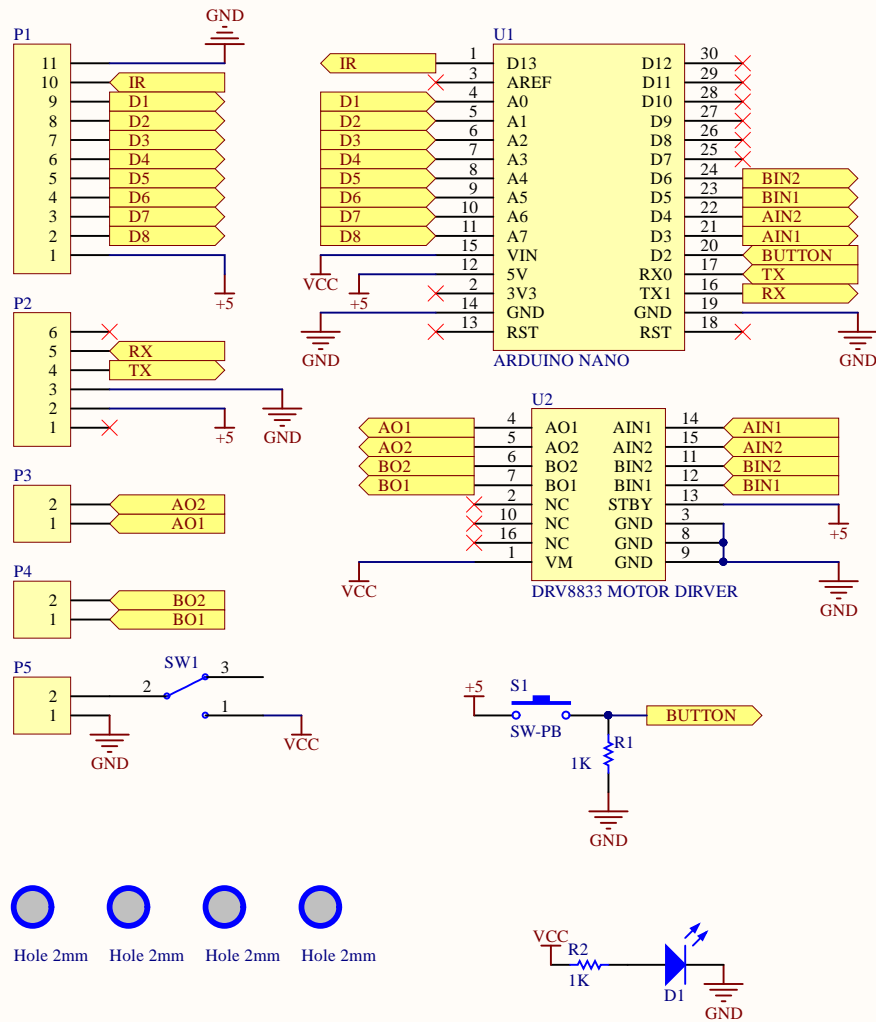 P1
GND
11
10 IR
9 D1
8 D2
7 D3
6 D4
5 D5
4 D6
3 D7
2 D8
1
+5
U1
IR 1 D13 D12 30
3 AREF D11 29
D1 4 A0 D10 28
D2 5 A1 D9 27
D3 6 A2 D8 26
D4 7 A3 D7 25
D5 8 A4 D6 24 BIN2
D6 9 A5 D5 23 BIN1
D7 10 A6 D4 22 AIN2
D8 11 A7 D3 21 AIN1
15 VIN D2 20 BUTTON
VCC 12 5V RX0 17 TX
+5 2 3V3 TX1 16 RX
14 GND GND 19
13 RST RST 18
GND GND
ARDUINO NANO
P2
6
5 RX
4 TX
3
2
1
+5
GND
U2
AO1 4 AO1 AIN1 14 AIN1
AO2 5 AO2 AIN2 15 AIN2
BO2 6 BO2 BIN2 11 BIN2
BO1 7 BO1 BIN1 12 BIN1
2 NC STBY 13
10 NC GND 3
+5
16 NC GND 8
1 VM GND 9
VCC
GND
DRV8833 MOTOR DIRVER
P3
2 AO2
1 AO1
P4
2 BO2
1 BO1
P5
SW1
3
2 2
1 1
GND
VCC
+5
S1
SW-PB
BUTTON
R1
1K
GND
Hole 2mm Hole 2mm Hole 2mm Hole 2mm
VCC
R2
1K
D1
GND